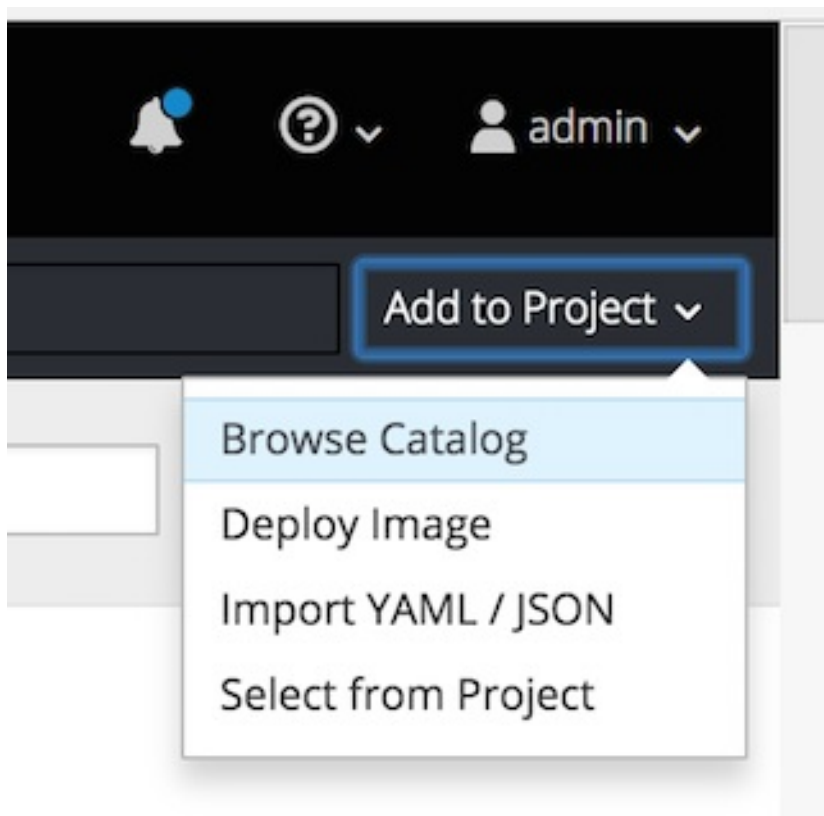 admin
Add to Project
Browse Catalog
Deploy Image
Import YAML / JSON
Select from Project